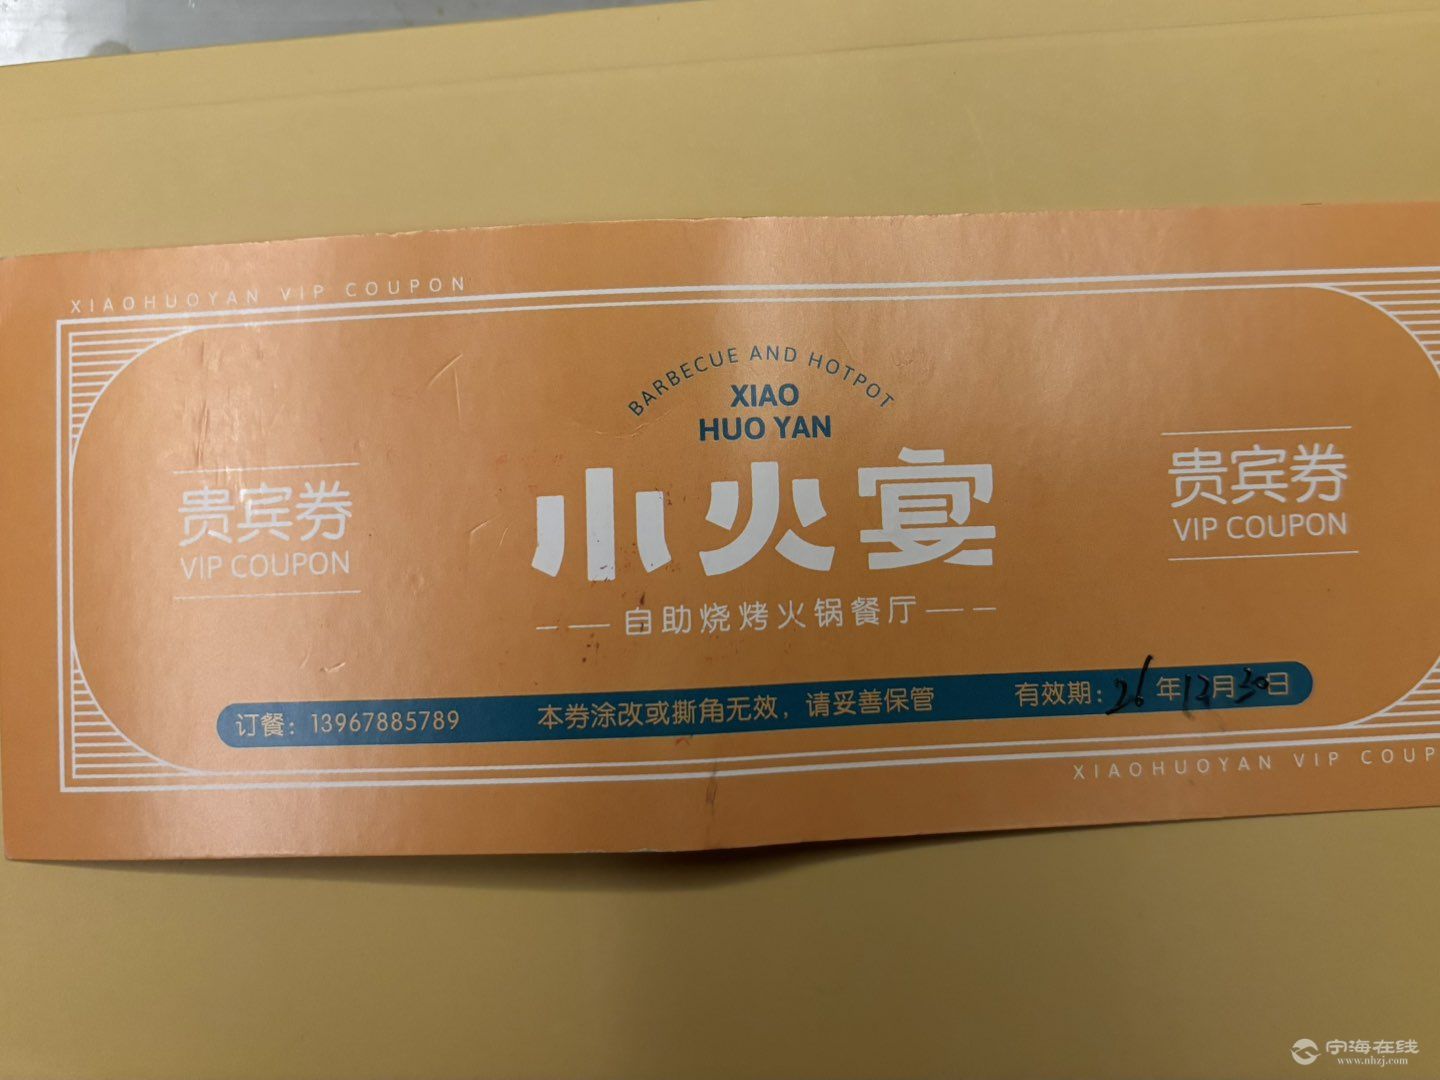 XIAOHUOYAN VIP COUPON
BARBECUE AND HOTPOT
XIAO
HUO YAN
贵宾券
VIP COUPON
小火宴
贵宾券
VIP COUPON
自助烧烤火锅餐厅
订餐：13967885789 本券涂改或撕角无效，请妥善保管 有效期：26年12月30日
XIAOHUOYAN VIP COUP
宁海在线
www.nhzj.com